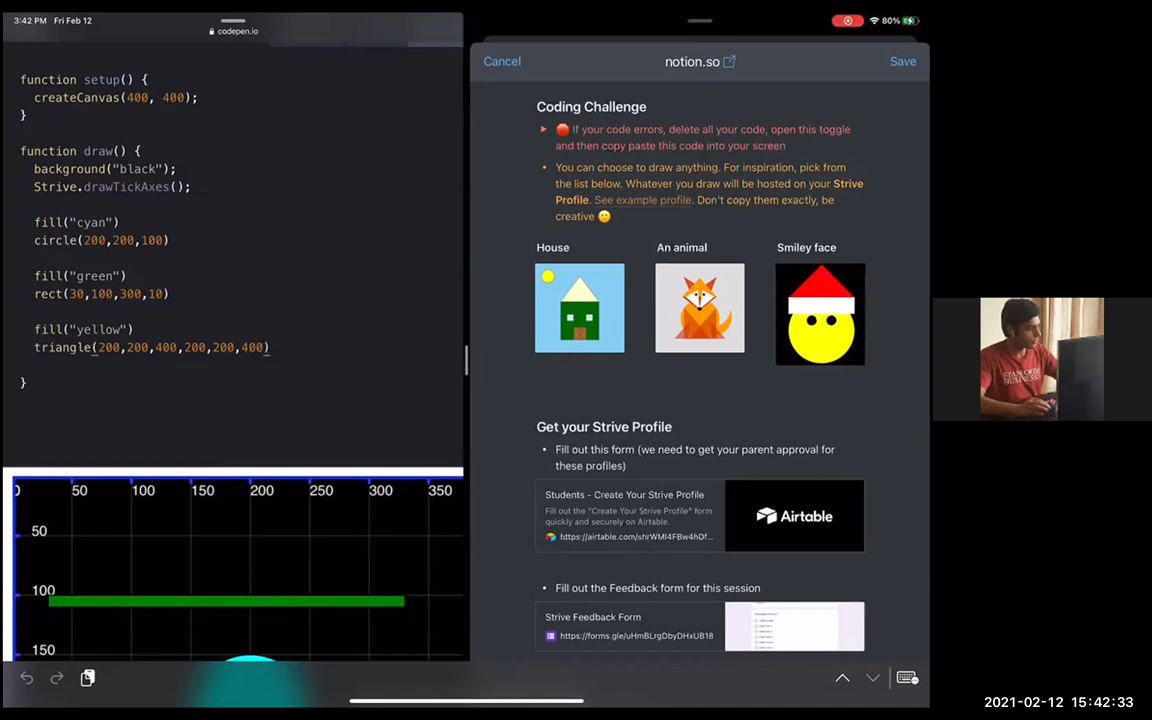 3:42 PM Fri Feb 12
codepen.io
function setup() {
createCanvas(400, 400);
}
function draw() {
background("black");
Strive.drawTickAxes();
fill("cyan")
circle(200,200,100)
fill("green")
rect(30,100,300,10)
fill("yellow")
triangle(200,200,400,200,200,400)
}
0 50 100 150 200 250 300 350
50
100
150
80%
Cancel
notion.so
Save
Coding Challenge
If your code errors, delete all your code, open this toggle
and then copy paste this code into your screen
You can choose to draw anything. For inspiration, pick from
the list below. Whatever you draw will be hosted on your Strive
Profile. See example profile. Don't copy them exactly, be
creative
House
An animal
Smiley face
Get your Strive Profile
Fill out this form (we need to get your parent approval for
these profiles)
Students - Create Your Strive Profile
Fill out the "Create Your Strive Profile" form
quickly and securely on Airtable.
https://airtable.com/shrWMI4FBw4hDf...
Airtable
Fill out the Feedback form for this session
Strive Feedback Form
https://forms.gle/uHmBLrgDbyDHxUB18
STANFORD
BUSINESS
2021-02-12 15:42:33